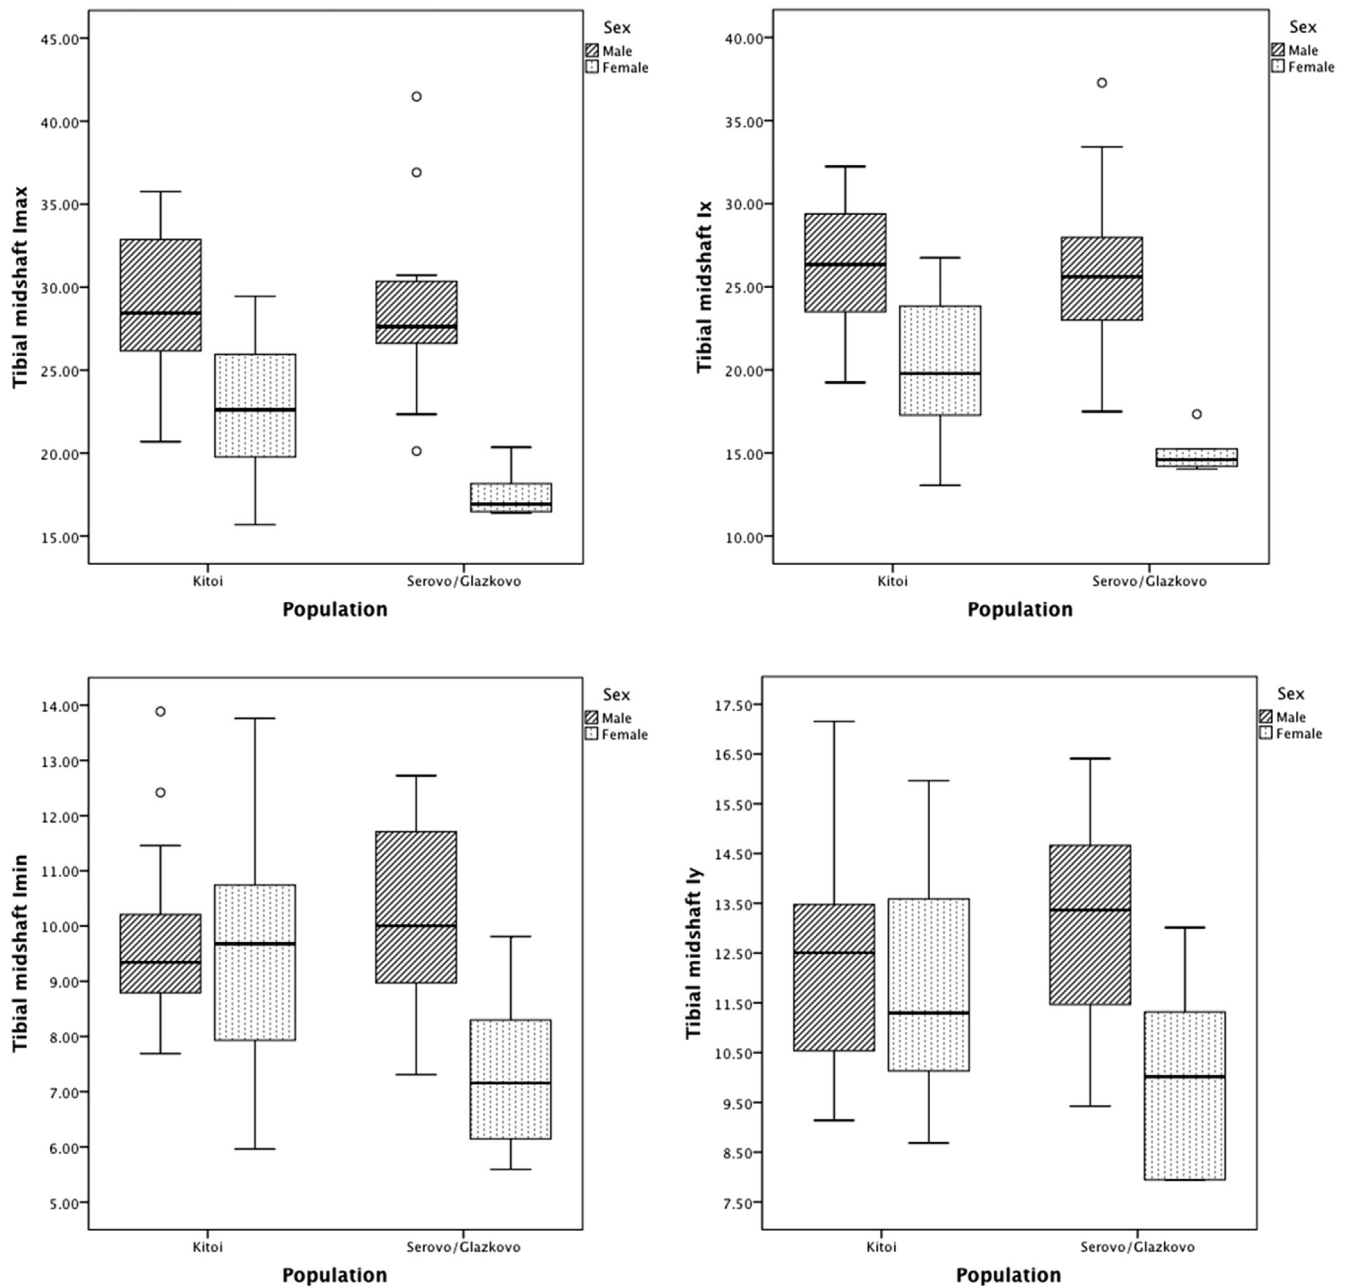 Sex
Male
Female
45.00
40.00
35.00
30.00
25.00
20.00
15.00
Tibial midshaft Imax
Kitoi
Serovo/Glazkovo
Population
Sex
Male
Female
40.00
35.00
30.00
25.00
20.00
15.00
10.00
Tibial midshaft Ix
Kitoi
Serovo/Glazkovo
Population
Sex
Male
Female
14.00
13.00
12.00
11.00
10.00
9.00
8.00
7.00
6.00
5.00
Tibial midshaft Imin
Kitoi
Serovo/Glazkovo
Population
Sex
Male
Female
17.50
16.50
15.50
14.50
13.50
12.50
11.50
10.50
9.50
8.50
7.50
Tibial midshaft Iy
Kitoi
Serovo/Glazkovo
Population